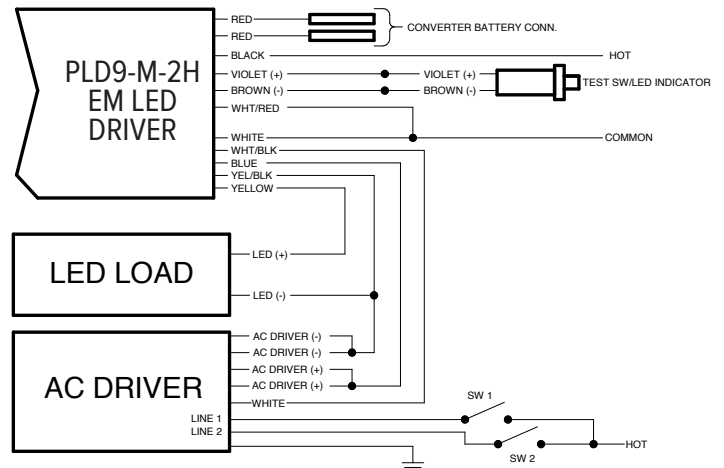 RED
RED
CONVERTER BATTERY CONN.
BLACK
HOT
PLD9-M-2H
EM LED
DRIVER
VIOLET (+)
VIOLET (+)
BROWN (-)
BROWN (-)
TEST SW/LED INDICATOR
WHT/RED
WHITE
COMMON
WHT/BLK
BLUE
YEL/BLK
YELLOW
LED LOAD
LED (+)
LED (-)
AC DRIVER
AC DRIVER (-)
AC DRIVER (-)
AC DRIVER (+)
AC DRIVER (+)
WHITE
LINE 1
LINE 2
SW 1
SW 2
HOT